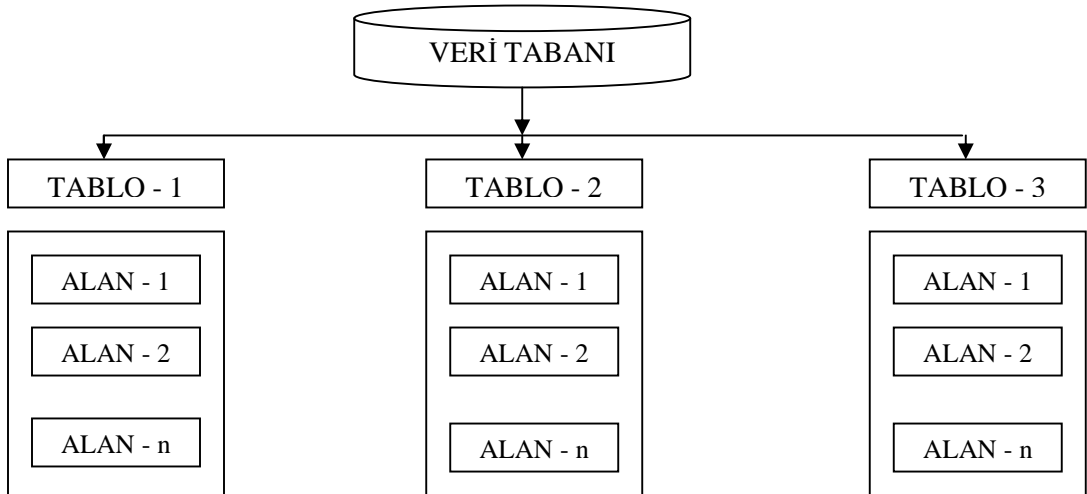 VERİ TABANI
TABLO - 1
TABLO - 2
TABLO - 3
ALAN - 1
ALAN - 1
ALAN - 1
ALAN - 2
ALAN - 2
ALAN - 2
ALAN - n
ALAN - n
ALAN - n